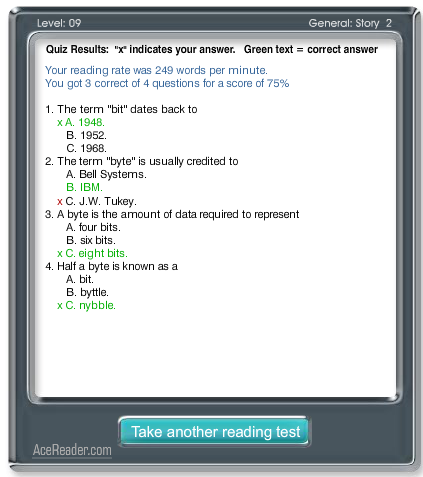 Level: 09 General: Story 2
Quiz Results: "x" indicates your answer. Green text = correct answer
Your reading rate was 249 words per minute.
You got 3 correct of 4 questions for a score of 75%
1. The term "bit" dates back to
x A. 1948.
B. 1952.
C. 1968.
2. The term "byte" is usually credited to
A. Bell Systems.
B. IBM.
x C. J.W. Tukey.
3. A byte is the amount of data required to represent
A. four bits.
B. six bits.
x C. eight bits.
4. Half a byte is known as a
A. bit.
B. byttle.
x C. nybble.
Take another reading test
AceReader.com